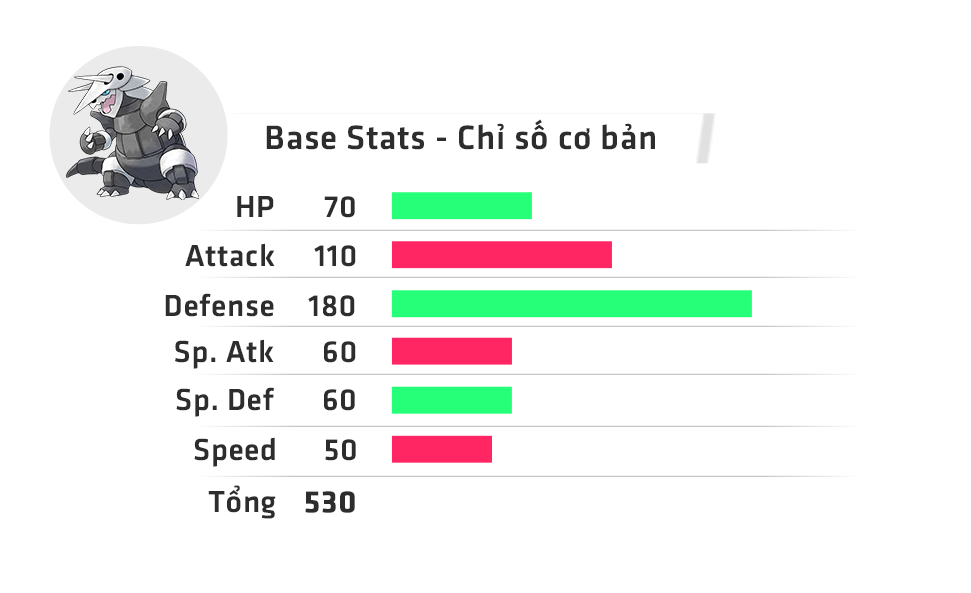 Base Stats - Chỉ số cơ bản
HP 70
Attack 110
Defense 180
Sp. Atk 60
Sp. Def 60
Speed 50
Tổng 530